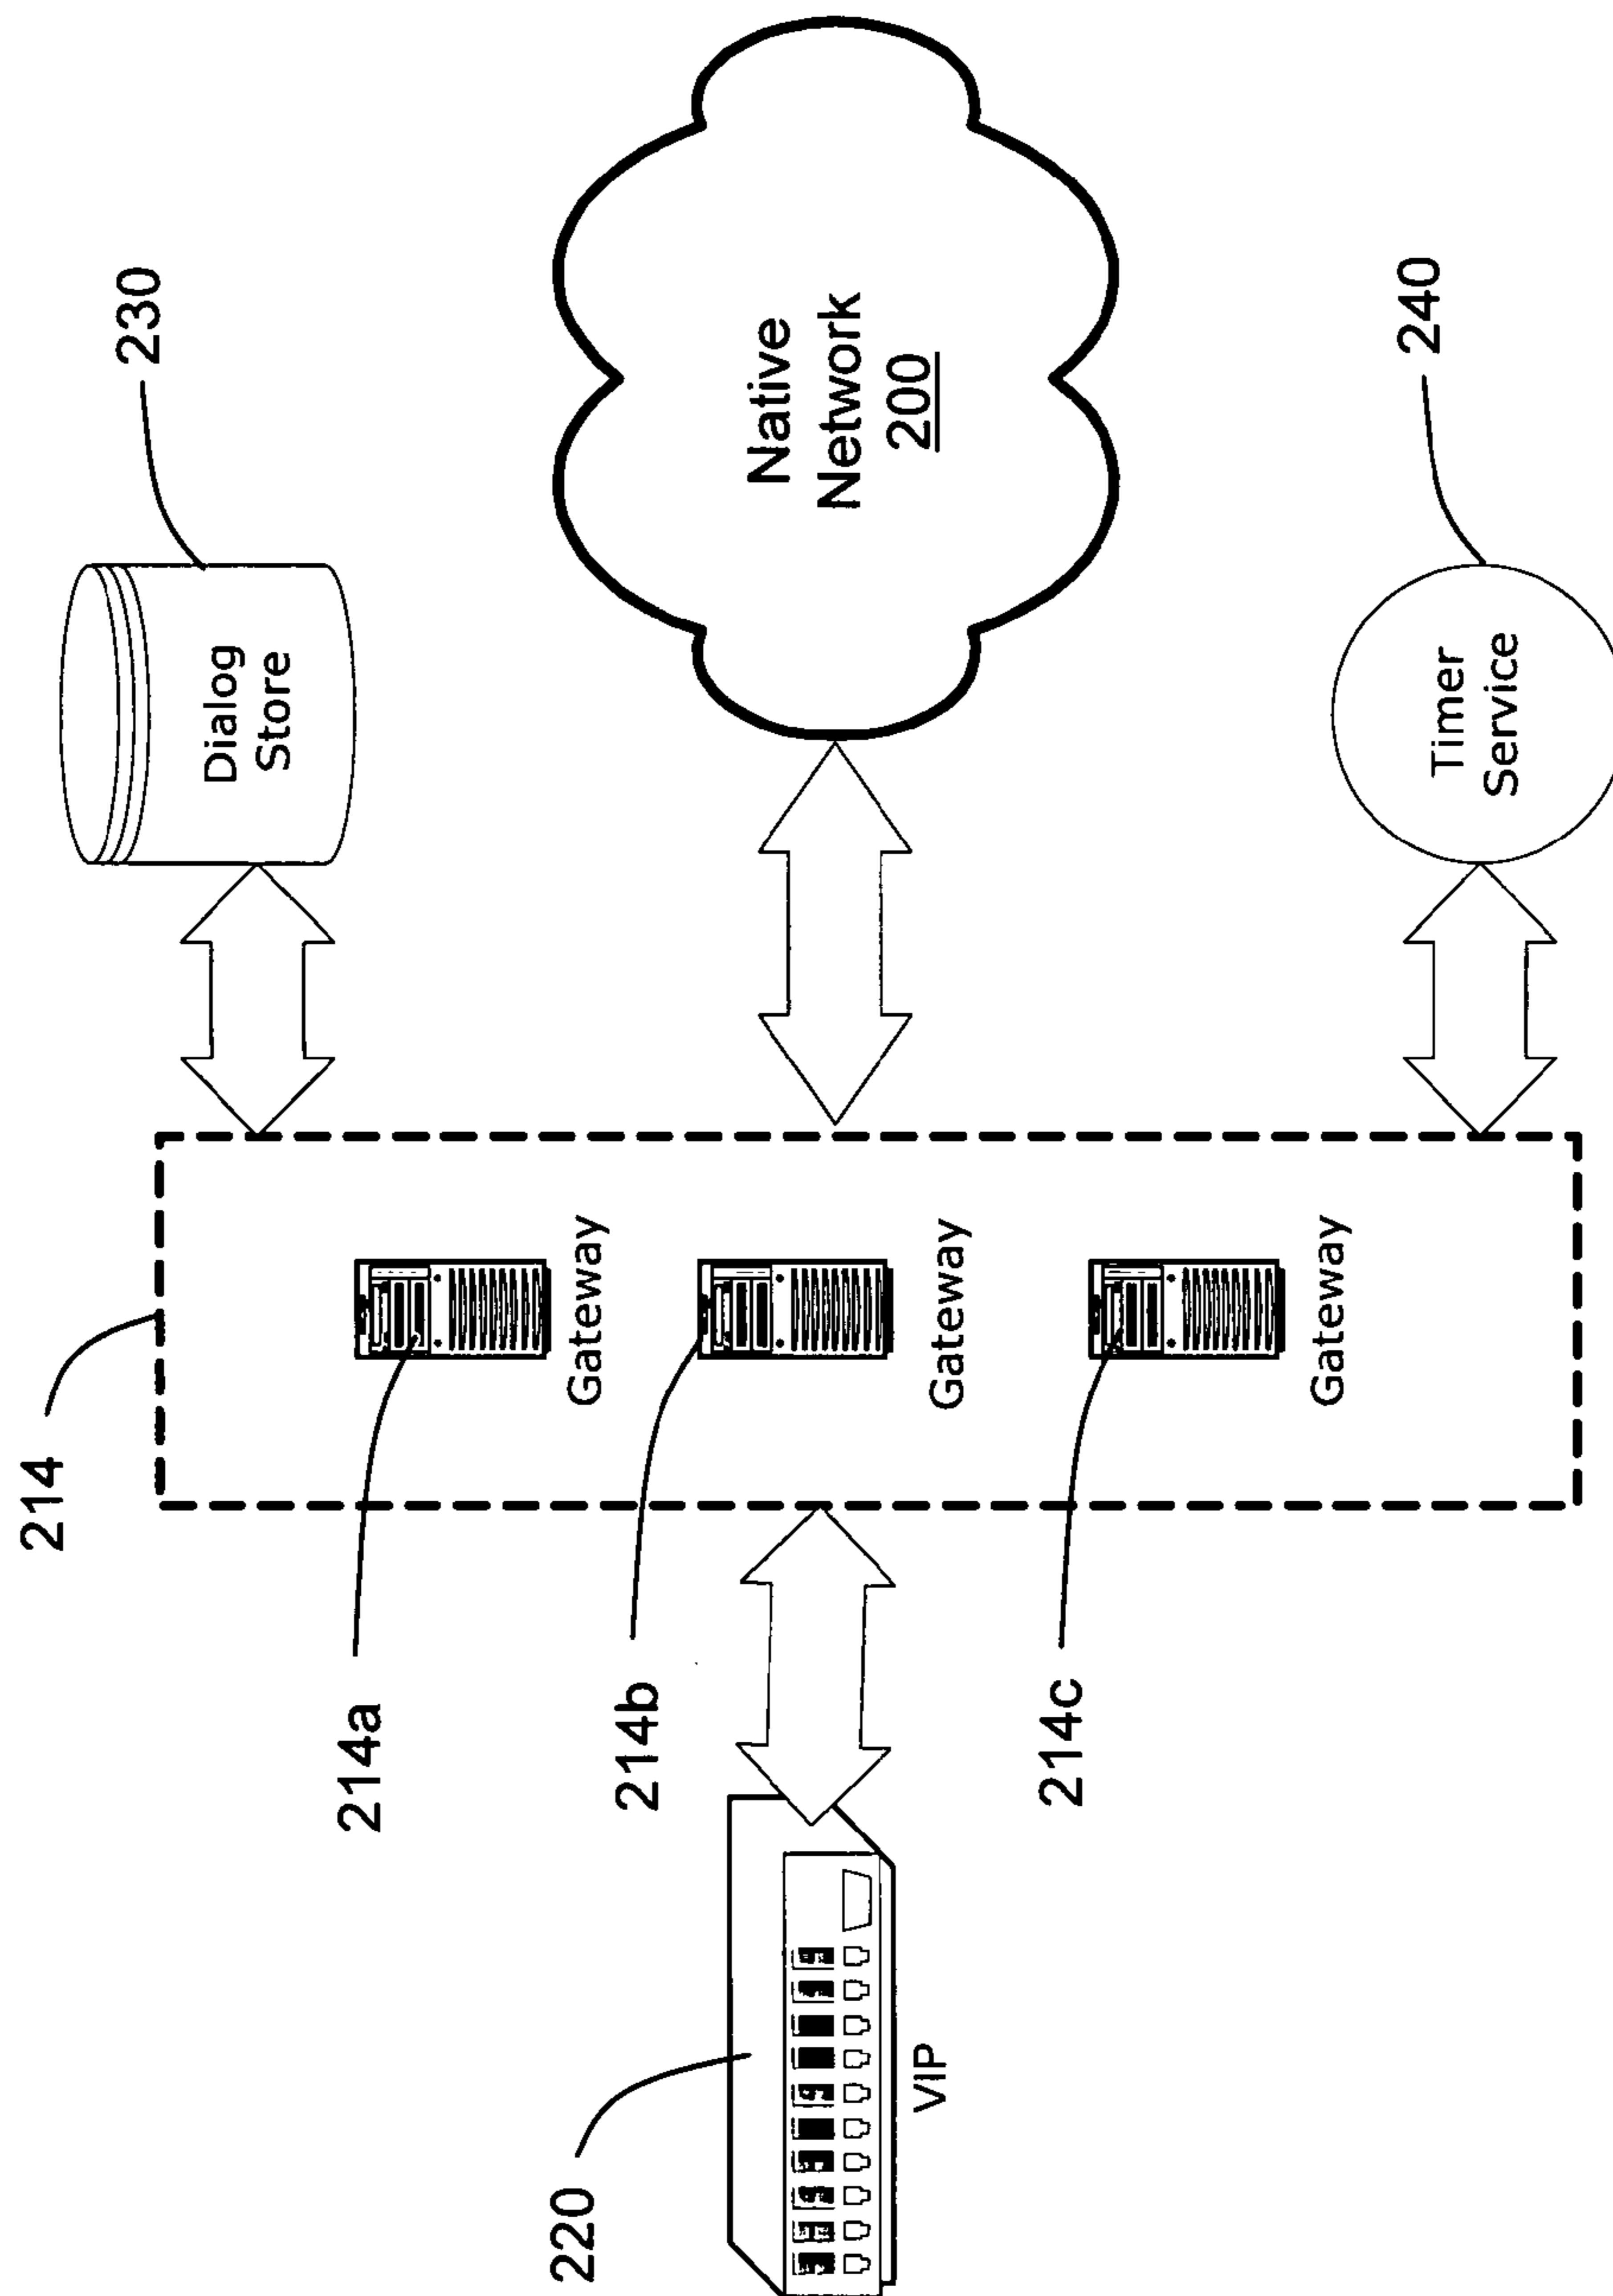 230
Dialog
Store
Native
Network
200
240
Timer
Service
214
Gateway
Gateway
Gateway
214a
214b
214c
220
VIP